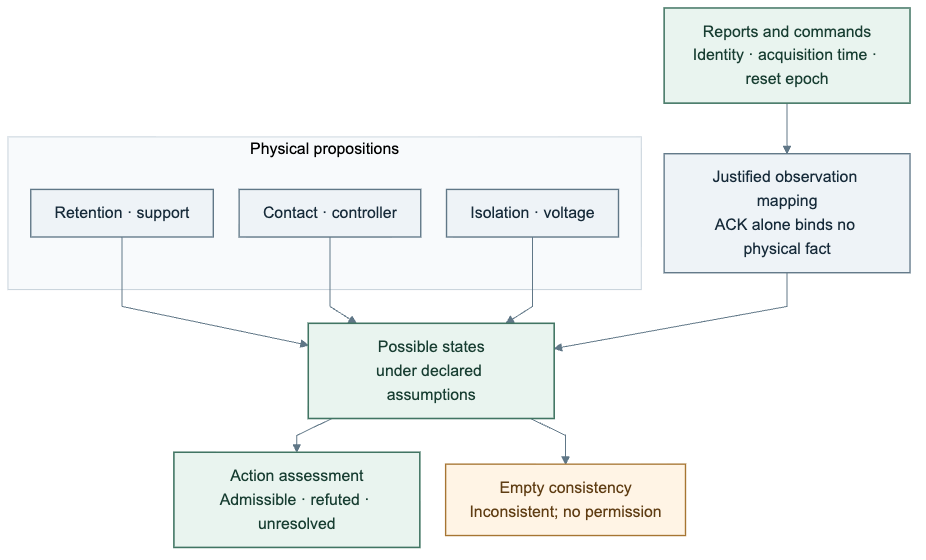 Reports and commands
Identity · acquisition time ·
reset epoch
Physical propositions
Retention · support
Contact · controller
Isolation · voltage
Justified observation
mapping
ACK alone binds no
physical fact
Possible states
under declared
assumptions
Action assessment
Admissible · refuted ·
unresolved
Empty consistency
Inconsistent; no permission